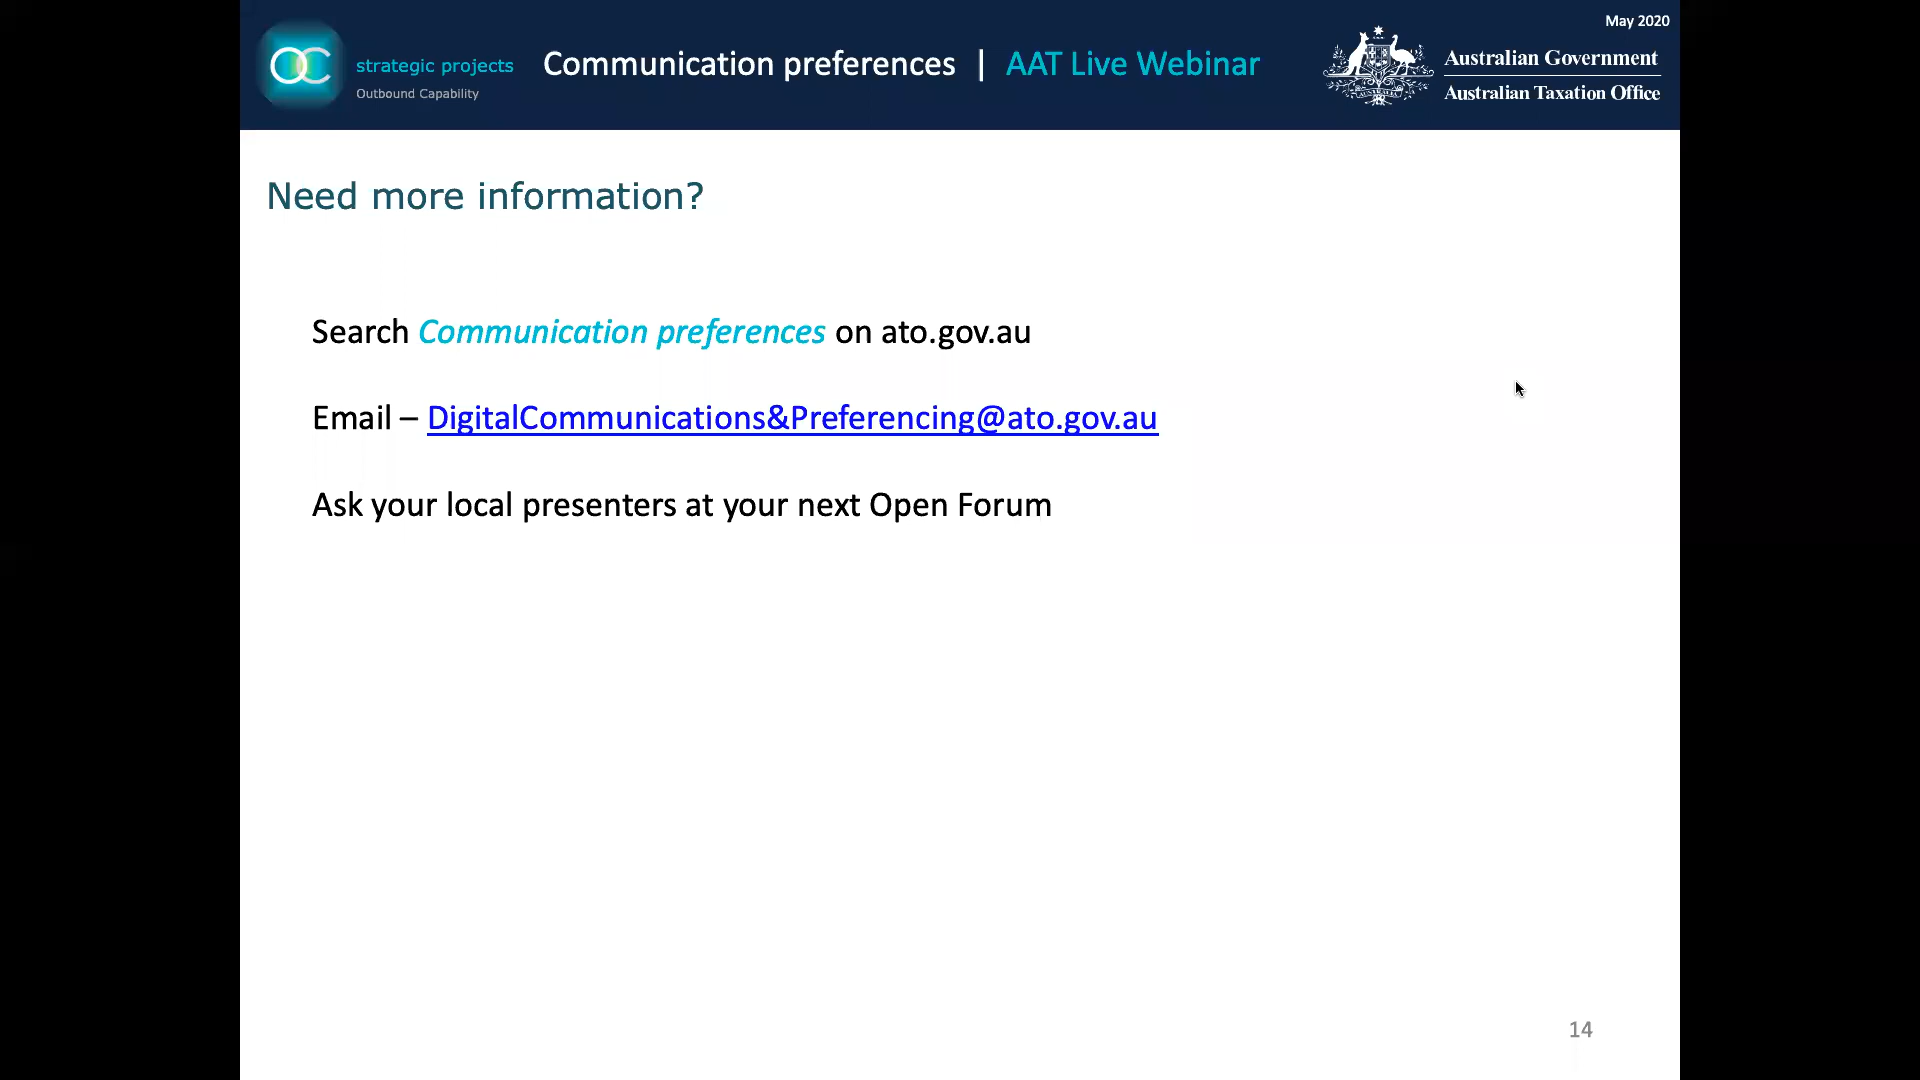 May 2020
OC
strategic projects
Outbound Capability
Communication preferences | AAT Live Webinar
Australian Government
Australian Taxation Office
Need more information?
Search Communication preferences on ato.gov.au
Email – DigitalCommunications&Preferencing@ato.gov.au
Ask your local presenters at your next Open Forum
14